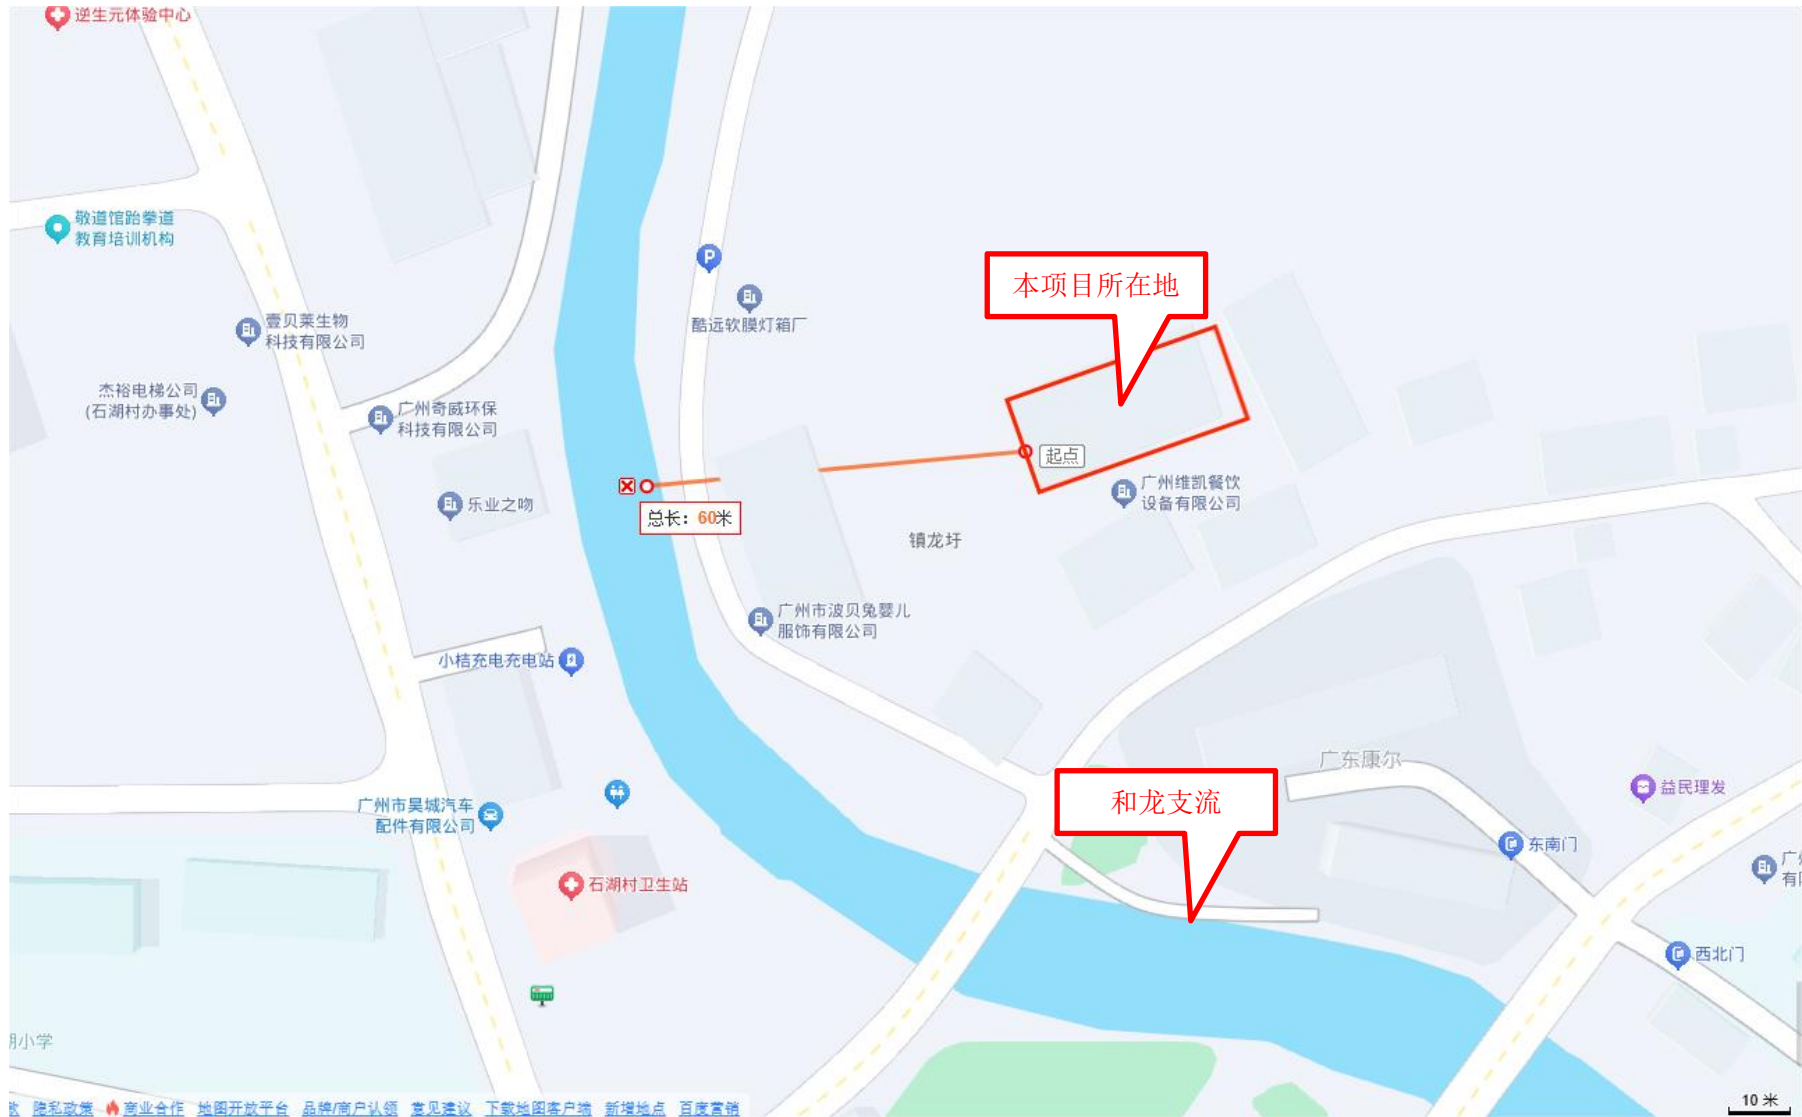 逆生元体验中心
敬道馆跆拳道
教育培训机构
本项目所在地
壹贝莱生物
科技有限公司
酷远软膜灯箱厂
杰裕电梯公司
(石湖村办事处)
广州奇威环保
科技有限公司
起点
广州维凯餐饮
设备有限公司
乐业之吻
总长：60米
镇龙圩
广州市波贝兔婴儿
服饰有限公司
小桔充电充电站
广东康尔
和龙支流
益民理发
广州市昊城汽车
配件有限公司
东南门
石湖村卫生站
西北门
小学
隐私政策 商业合作 地图开放平台 品牌/商户认领 意见建议 下载地图客户端 新增地点 百度营销
10 米